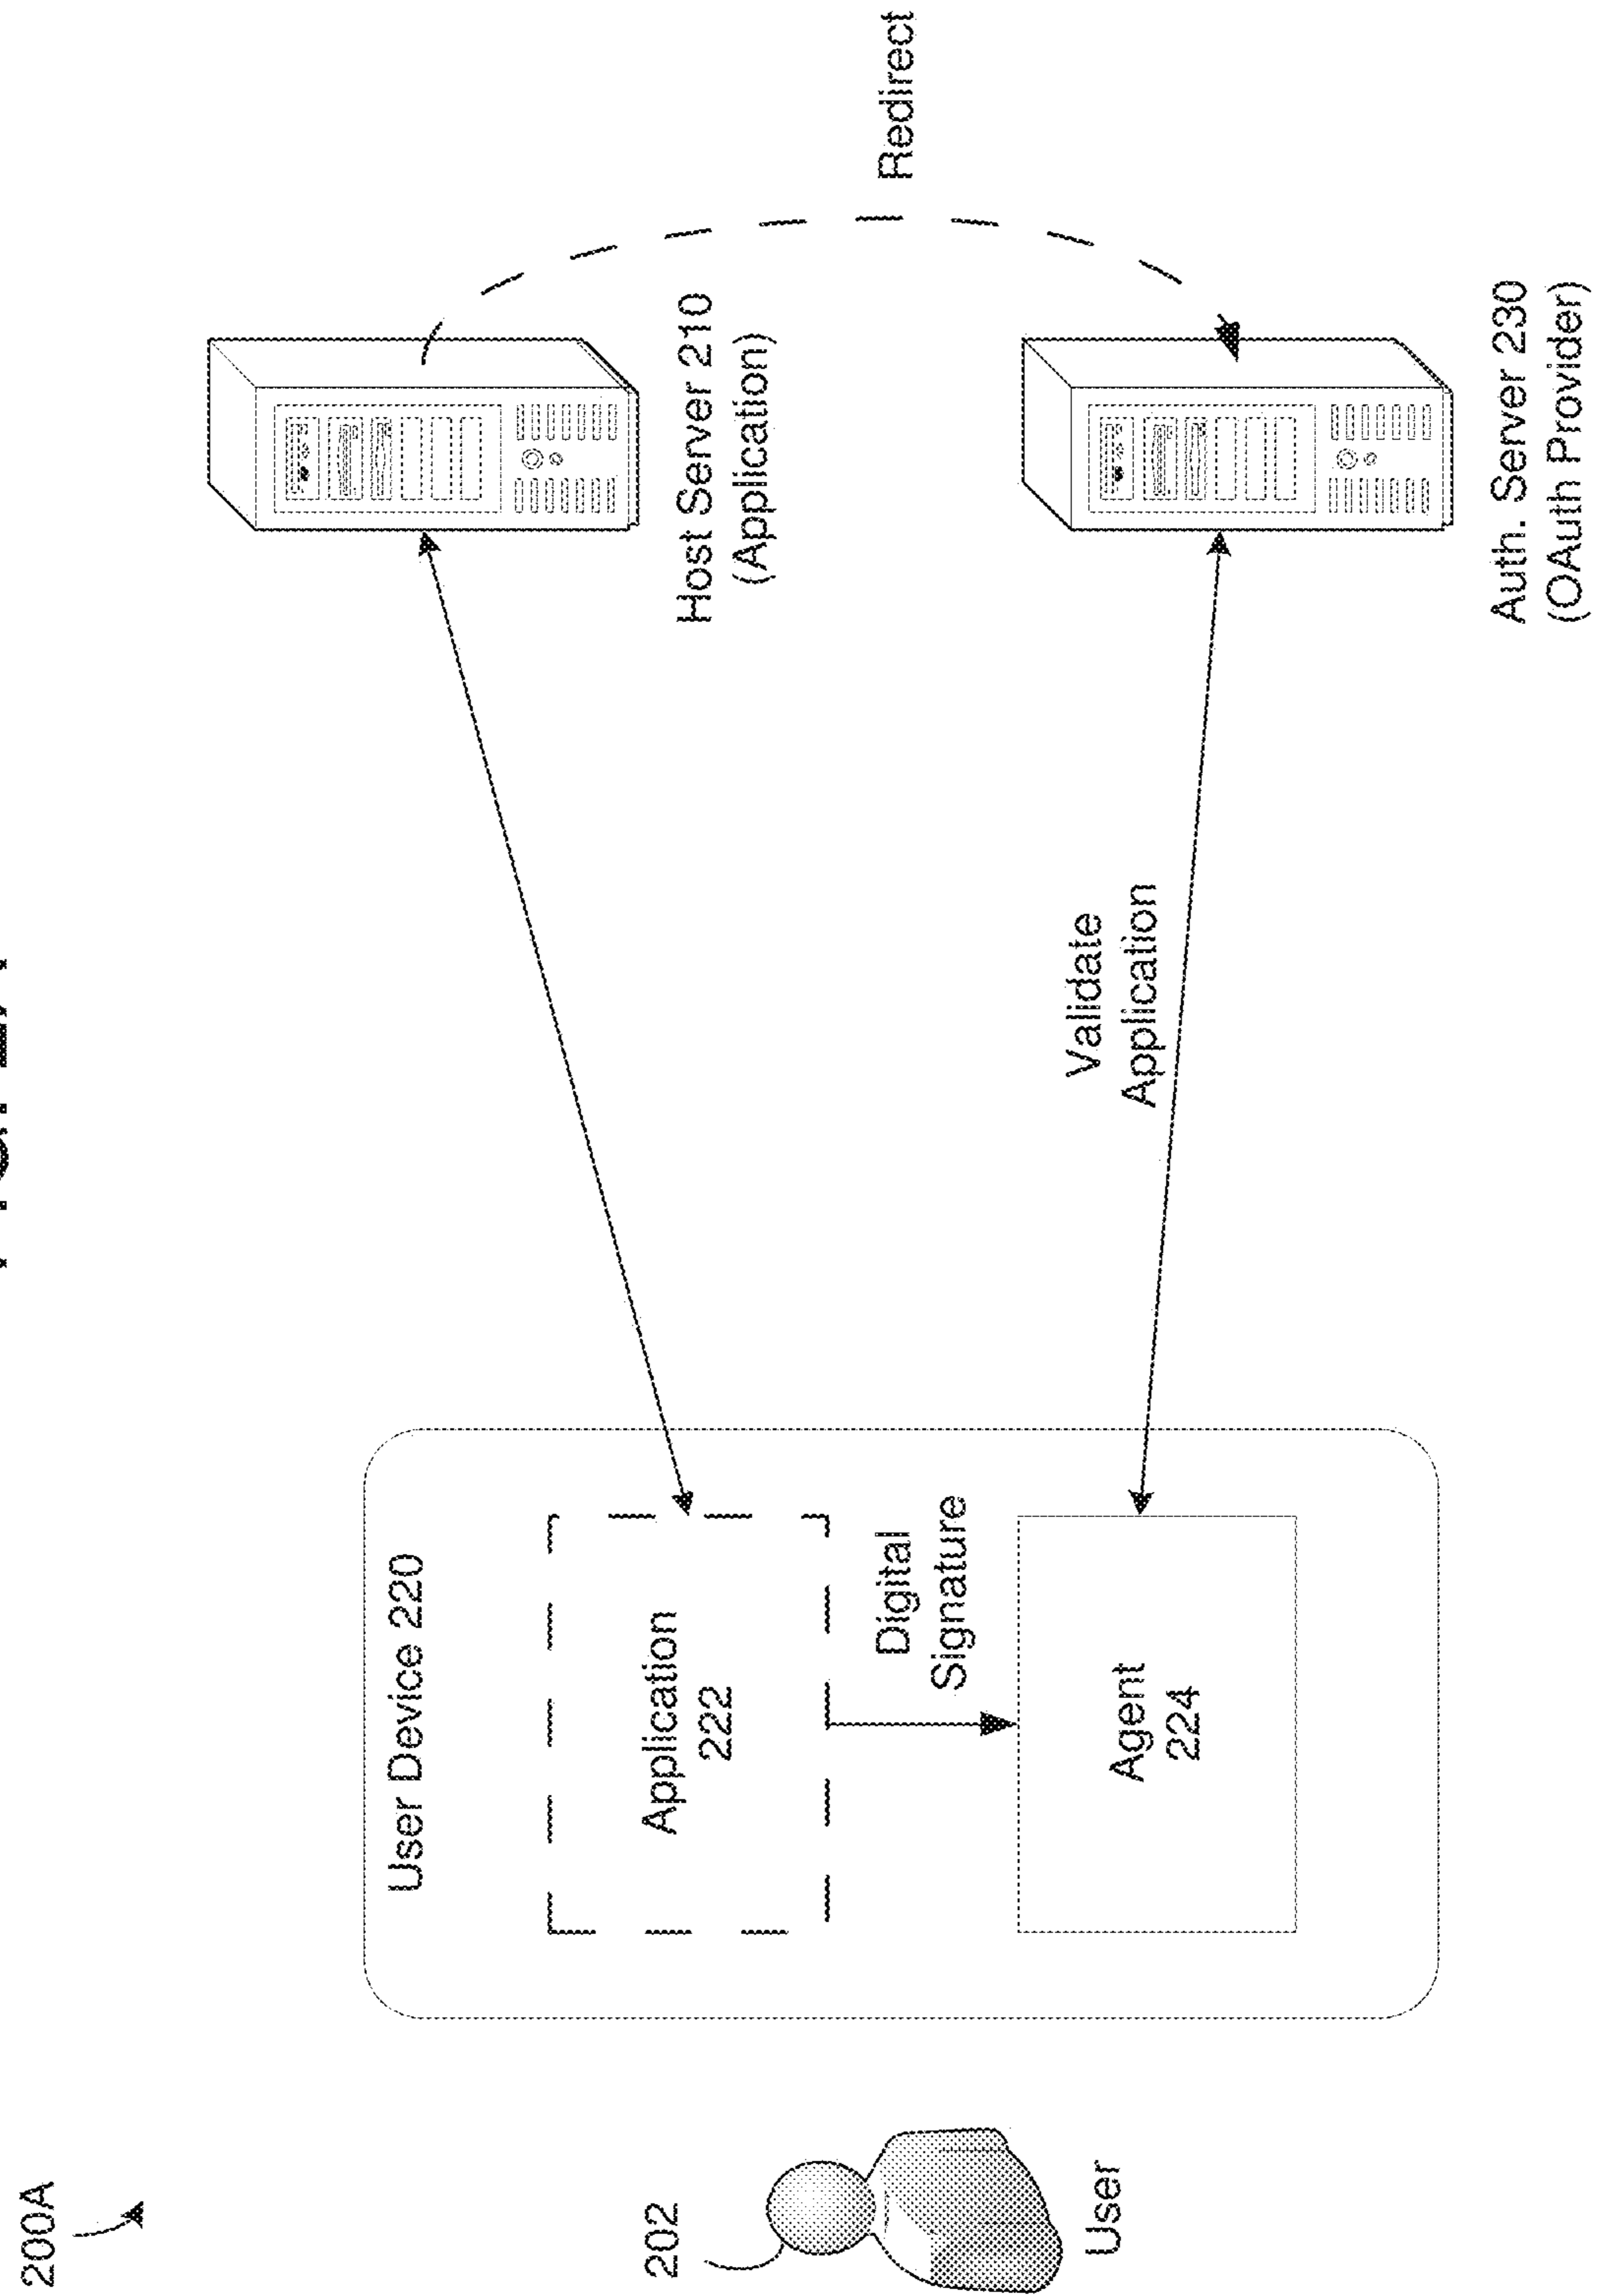 200A
202
User
User Device 220
Application
222
Digital
Signature
Agent
224
Validate
Application
Host Server 210
(Application)
Auth. Server 230
(OAuth Provider)
Redirect